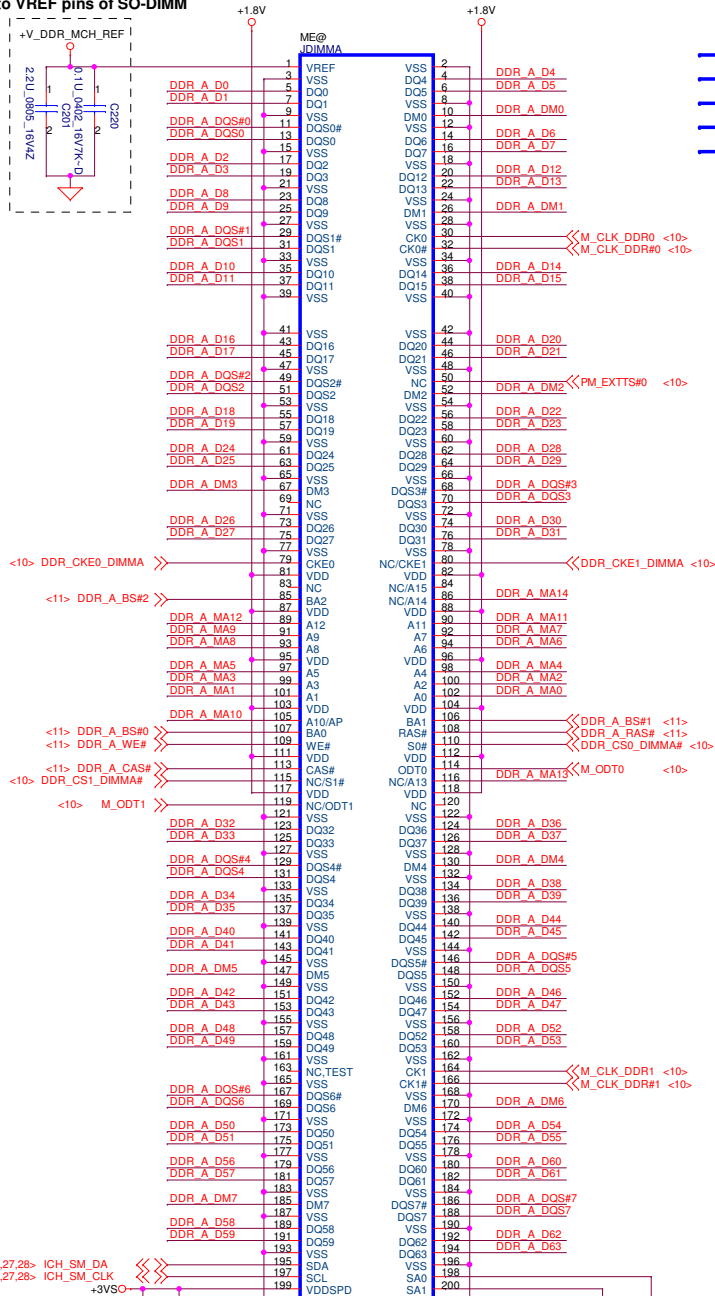 to VREF pins of SO-DIMM
+1.8V +1.8V
+V_DDR_MCH_REF
ME@
JDIMMA
2.2U_0805_16V4Z
C201
0.1U_0402_16V7K~D
C220
1 2 1 2
1 VREF VSS 2
3 VSS DQ4 4 DDR_A_D4
DDR_A_D0 5 DQ0 DQ5 6 DDR_A_D5
DDR_A_D1 7 DQ1 VSS 8
9 VSS DM0 10 DDR_A_DM0
DDR_A_DQS#0 11 DQS0# VSS 12
DDR_A_DQS0 13 DQS0 DQ6 14 DDR_A_D6
15 VSS DQ7 16 DDR_A_D7
DDR_A_D2 17 DQ2 VSS 18
DDR_A_D3 19 DQ3 DQ12 20 DDR_A_D12
21 VSS DQ13 22 DDR_A_D13
DDR_A_D8 23 DQ8 VSS 24
DDR_A_D9 25 DQ9 DM1 26 DDR_A_DM1
27 VSS VSS 28
DDR_A_DQS#1 29 DQS1# CK0 30 M_CLK_DDR0 <10>
DDR_A_DQS1 31 DQS1 CK0# 32 M_CLK_DDR#0 <10>
33 VSS VSS 34
DDR_A_D10 35 DQ10 DQ14 36 DDR_A_D14
DDR_A_D11 37 DQ11 DQ15 38 DDR_A_D15
39 VSS VSS 40
41 VSS VSS 42
DDR_A_D16 43 DQ16 DQ20 44 DDR_A_D20
DDR_A_D17 45 DQ17 DQ21 46 DDR_A_D21
47 VSS VSS 48
DDR_A_DQS#2 49 DQS2# NC 50 PM_EXTTS#0 <10>
DDR_A_DQS2 51 DQS2 DM2 52 DDR_A_DM2
53 VSS VSS 54
DDR_A_D18 55 DQ18 DQ22 56 DDR_A_D22
DDR_A_D19 57 DQ19 DQ23 58 DDR_A_D23
59 VSS VSS 60
DDR_A_D24 61 DQ24 DQ28 62 DDR_A_D28
DDR_A_D25 63 DQ25 DQ29 64 DDR_A_D29
65 VSS VSS 66
DDR_A_DM3 67 DM3 DQS3# 68 DDR_A_DQS#3
69 NC DQS3 70 DDR_A_DQS3
71 VSS VSS 72
DDR_A_D26 73 DQ26 DQ30 74 DDR_A_D30
DDR_A_D27 75 DQ27 DQ31 76 DDR_A_D31
77 VSS VSS 78
<10> DDR_CKE0_DIMMA 79 CKE0 NC/CKE1 80 DDR_CKE1_DIMMA <10>
81 VDD VDD 82
83 NC NC/A15 84
<11> DDR_A_BS#2 85 BA2 NC/A14 86 DDR_A_MA14
87 VDD VDD 88
DDR_A_MA12 89 A12 A11 90 DDR_A_MA11
DDR_A_MA9 91 A9 A7 92 DDR_A_MA7
DDR_A_MA8 93 A8 A6 94 DDR_A_MA6
95 VDD VDD 96
DDR_A_MA5 97 A5 A4 98 DDR_A_MA4
DDR_A_MA3 99 A3 A2 100 DDR_A_MA2
DDR_A_MA1 101 A1 A0 102 DDR_A_MA0
103 VDD VDD 104
DDR_A_MA10 105 A10/AP BA1 106 DDR_A_BS#1 <11>
<11> DDR_A_BS#0 107 BA0 RAS# 108 DDR_A_RAS# <11>
<11> DDR_A_WE# 109 WE# S0# 110 DDR_CS0_DIMMA# <10>
111 VDD VDD 112
<11> DDR_A_CAS# 113 CAS# ODT0 114 M_ODT0 <10>
<10> DDR_CS1_DIMMA# 115 NC/S1# NC/A13 116 DDR_A_MA13
117 VDD VDD 118
<10> M_ODT1 119 NC/ODT1 NC 120
121 VSS VSS 122
DDR_A_D32 123 DQ32 DQ36 124 DDR_A_D36
DDR_A_D33 125 DQ33 DQ37 126 DDR_A_D37
127 VSS VSS 128
DDR_A_DQS#4 129 DQS4# DM4 130 DDR_A_DM4
DDR_A_DQS4 131 DQS4 VSS 132
133 VSS DQ38 134 DDR_A_D38
DDR_A_D34 135 DQ34 DQ39 136 DDR_A_D39
DDR_A_D35 137 DQ35 VSS 138
139 VSS DQ44 140 DDR_A_D44
DDR_A_D40 141 DQ40 DQ45 142 DDR_A_D45
DDR_A_D41 143 DQ41 VSS 144
145 VSS DQS5# 146 DDR_A_DQS#5
DDR_A_DM5 147 DM5 DQS5 148 DDR_A_DQS5
149 VSS VSS 150
DDR_A_D42 151 DQ42 DQ46 152 DDR_A_D46
DDR_A_D43 153 DQ43 DQ47 154 DDR_A_D47
155 VSS VSS 156
DDR_A_D48 157 DQ48 DQ52 158 DDR_A_D52
DDR_A_D49 159 DQ49 DQ53 160 DDR_A_D53
161 VSS VSS 162
163 NC,TEST CK1 164 M_CLK_DDR1 <10>
165 VSS CK1# 166 M_CLK_DDR#1 <10>
DDR_A_DQS#6 167 DQS6# VSS 168
DDR_A_DQS6 169 DQS6 DM6 170 DDR_A_DM6
171 VSS VSS 172
DDR_A_D50 173 DQ50 DQ54 174 DDR_A_D54
DDR_A_D51 175 DQ51 DQ55 176 DDR_A_D55
177 VSS VSS 178
DDR_A_D56 179 DQ56 DQ60 180 DDR_A_D60
DDR_A_D57 181 DQ57 DQ61 182 DDR_A_D61
183 VSS VSS 184
DDR_A_DM7 185 DM7 DQS7# 186 DDR_A_DQS#7
187 VSS DQS7 188 DDR_A_DQS7
DDR_A_D58 189 DQ58 VSS 190
DDR_A_D59 191 DQ59 DQ62 192 DDR_A_D62
193 VSS DQ63 194 DDR_A_D63
,27,28> ICH_SM_DA 195 SDA VSS 196
,27,28> ICH_SM_CLK 197 SCL SA0 198
+3VS 199 VDDSPD SA1 200